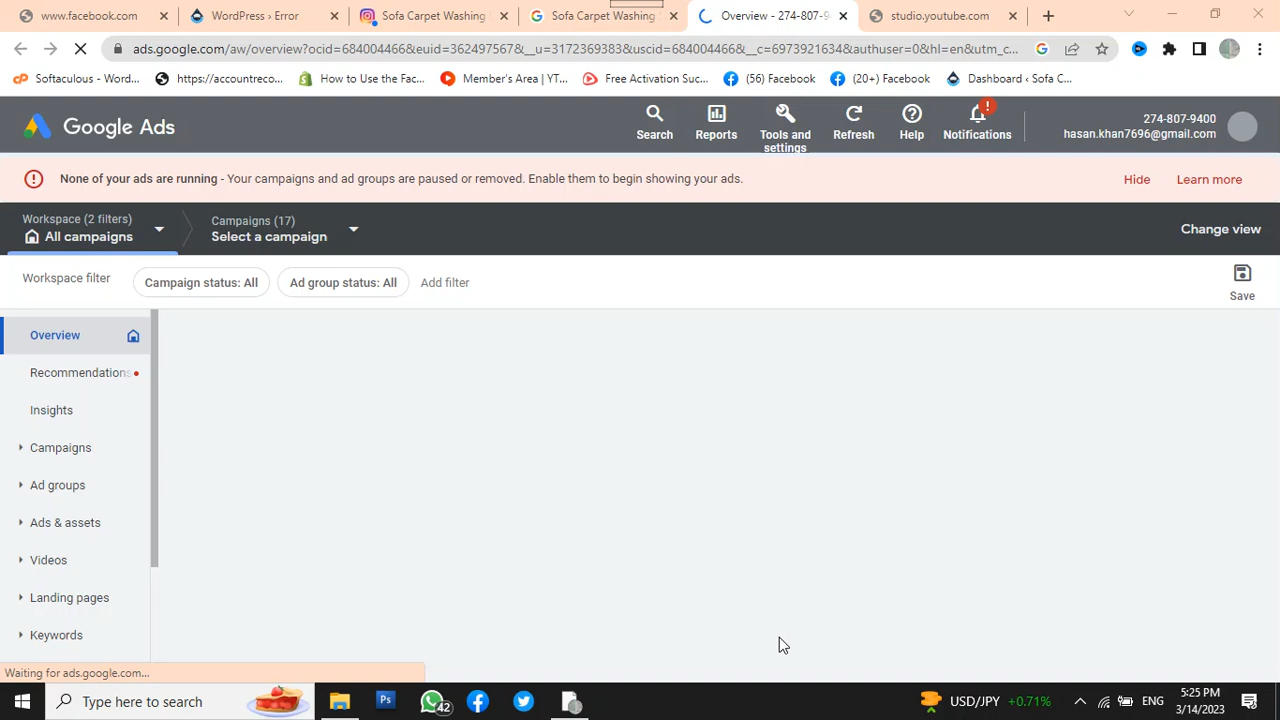 www.facebook.com
WordPress › Error
Sofa Carpet Washing
Sofa Carpet Washing
Overview - 274-807-9
studio.youtube.com
ads.google.com/aw/overview?ocid=684004466&euid=362497567&__u=3172369383&uscid=684004466&__c=6973921634&authuser=0&hl=en&utm_c...
Softaculous - Word...
https://accountreco...
How to Use the Fac...
Member's Area | YT...
Free Activation Suc...
(56) Facebook
(20+) Facebook
Dashboard ‹ Sofa C...
Google Ads
Search
Reports
Tools and settings
Refresh
Help
Notifications
274-807-9400
hasan.khan7696@gmail.com
None of your ads are running - Your campaigns and ad groups are paused or removed. Enable them to begin showing your ads.
Hide
Learn more
Workspace (2 filters)
All campaigns
Campaigns (17)
Select a campaign
Change view
Workspace filter
Campaign status: All
Ad group status: All
Add filter
Save
Overview
Recommendations
Insights
Campaigns
Ad groups
Ads & assets
Videos
Landing pages
Keywords
Waiting for ads.google.com...
Type here to search
Ps
42
USD/JPY +0.71%
ENG
5:25 PM
3/14/2023